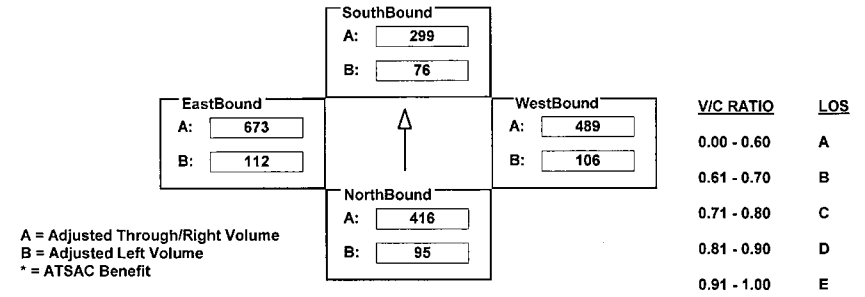 SouthBound
A: 299
B: 76
EastBound
A: 673
B: 112
WestBound
A: 489
B: 106
NorthBound
A: 416
B: 95
A = Adjusted Through/Right Volume
B = Adjusted Left Volume
* = ATSAC Benefit
V/C RATIO LOS
0.00 - 0.60 A
0.61 - 0.70 B
0.71 - 0.80 C
0.81 - 0.90 D
0.91 - 1.00 E